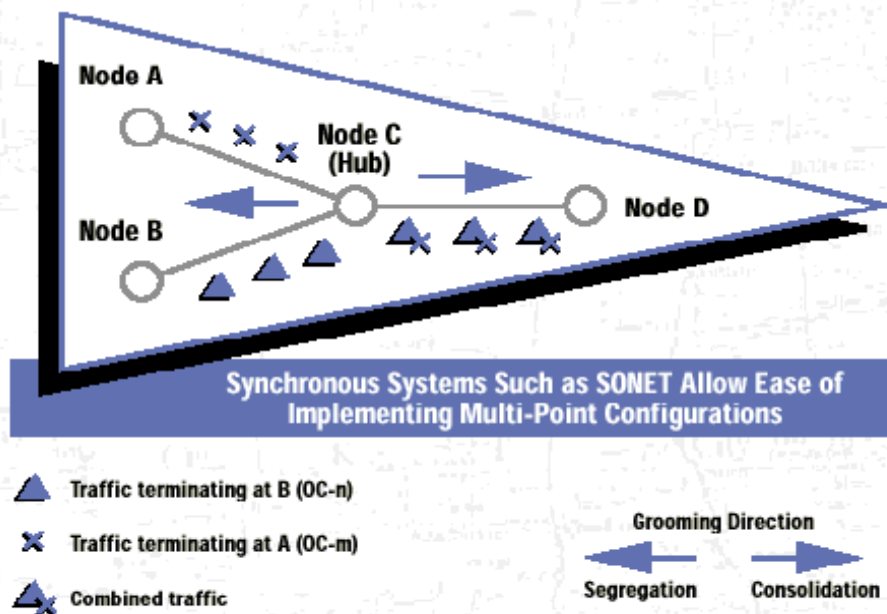 Node A
Node C
(Hub)
Node B
Node D
Synchronous Systems Such as SONET Allow Ease of
Implementing Multi-Point Configurations
Traffic terminating at B (OC-n)
Traffic terminating at A (OC-m)
Combined traffic
Grooming Direction
Segregation
Consolidation